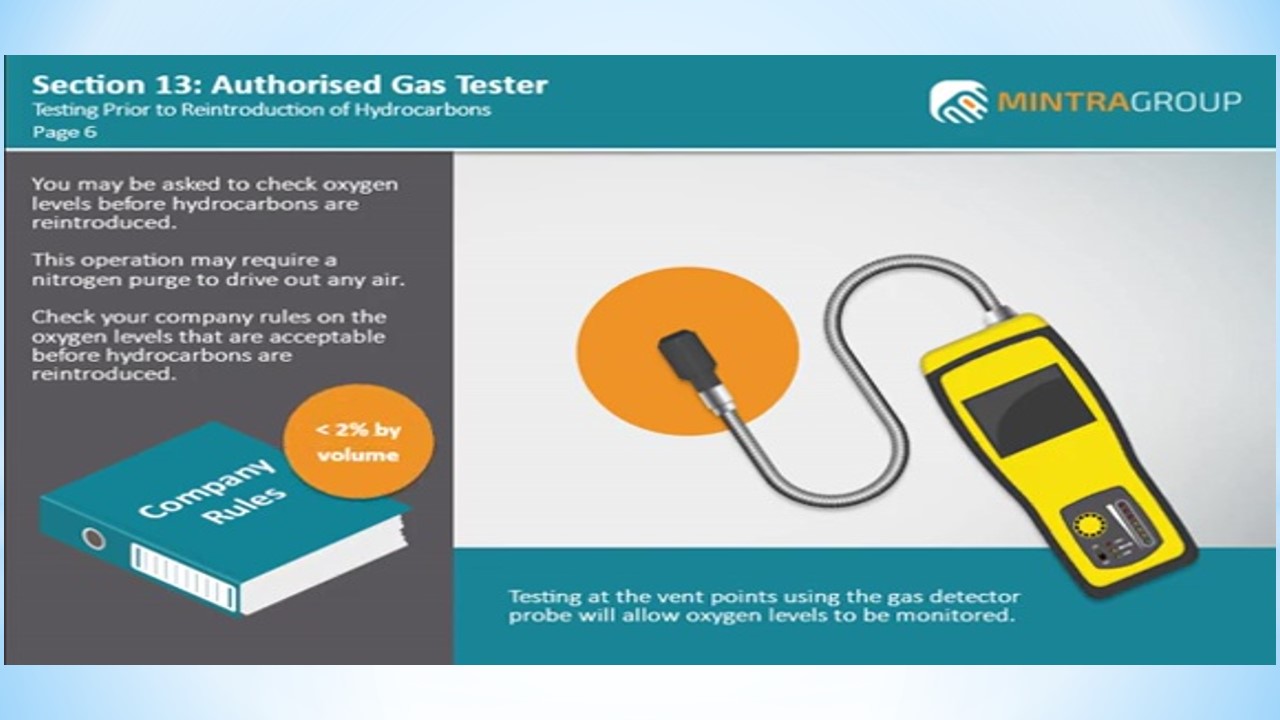 Section 13: Authorised Gas Tester
Testing Prior to Reintroduction of Hydrocarbons
Page 6
MINTRAGROUP
You may be asked to check oxygen
levels before hydrocarbons are
reintroduced.
This operation may require a
nitrogen purge to drive out any air.
Check your company rules on the
oxygen levels that are acceptable
before hydrocarbons are
reintroduced.
< 2% by
volume
Company
Rules
Testing at the vent points using the gas detector
probe will allow oxygen levels to be monitored.